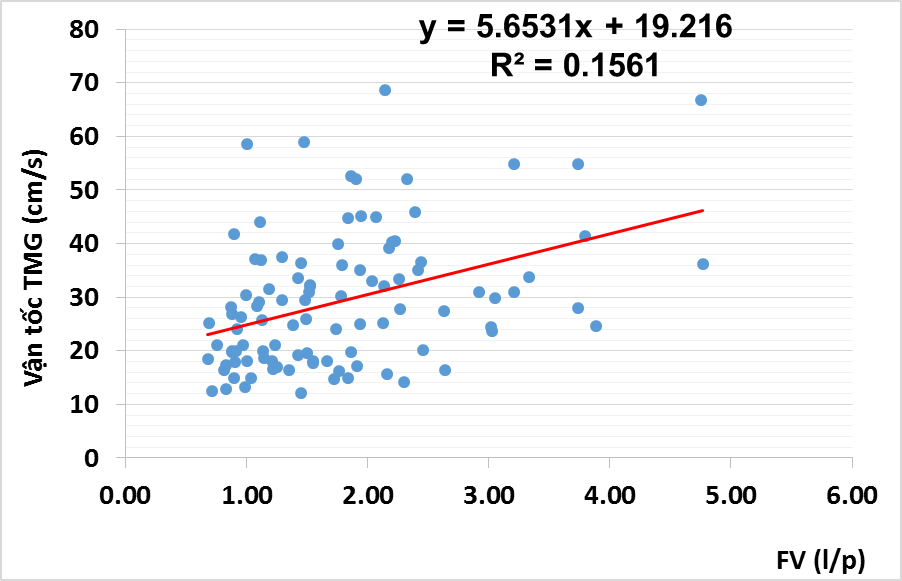 y = 5.6531x + 19.216
R² = 0.1561
Vận tốc TMG (cm/s)
80
70
60
50
40
30
20
10
0
0.00 1.00 2.00 3.00 4.00 5.00 6.00
FV (l/p)